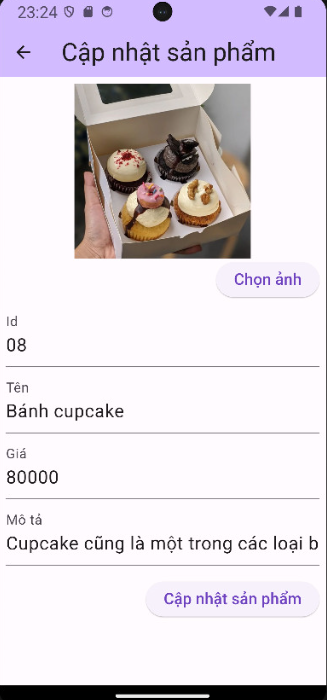 23:24
Cập nhật sản phẩm
Chọn ảnh
Id
08
Tên
Bánh cupcake
Giá
80000
Mô tả
Cupcake cũng là một trong các loại b
Cập nhật sản phẩm